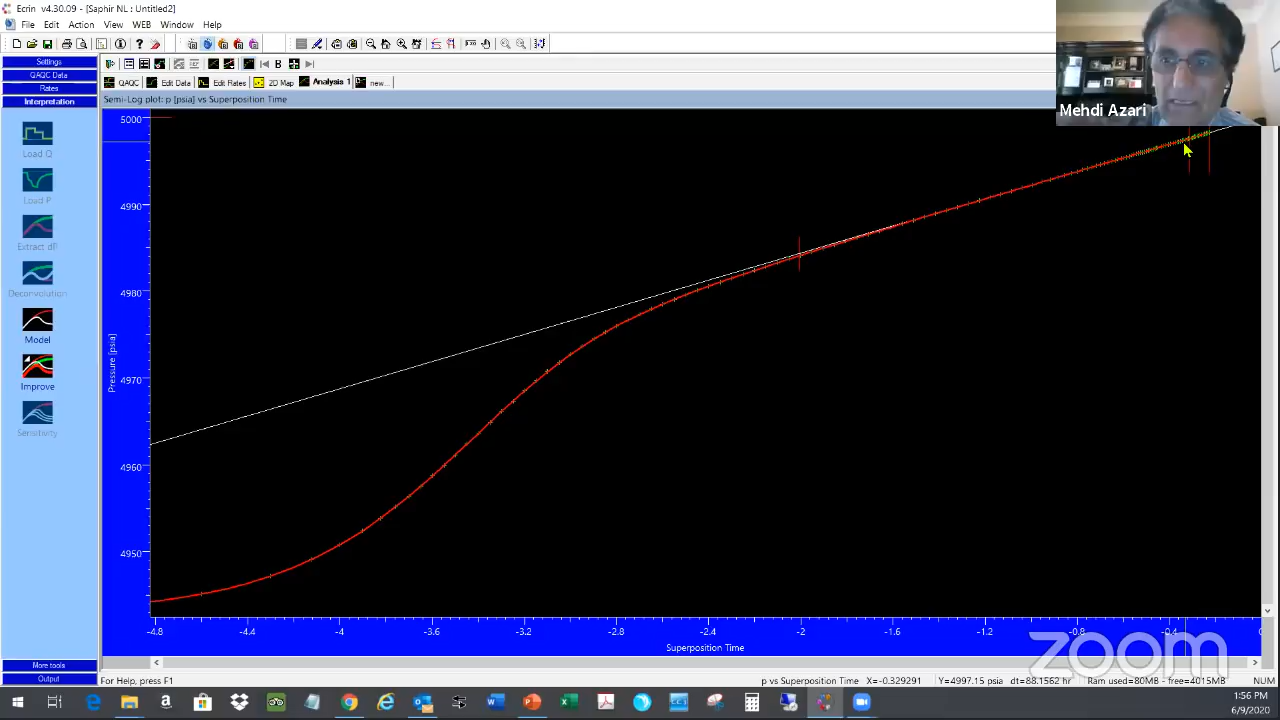 Ecrin v4.30.09 - [Saphir NL : Untitled2]
File Edit Action View WEB Window Help
Settings
QAQC Data
Rates
Interpretation
QAQC Edit Data Edit Rates 2D Map Analysis 1 new...
B
Semi-Log plot: p [psia] vs Superposition Time
Mehdi Azari
Load Q
Load P
Extract dP
Deconvolution
Model
Improve
Sensitivity
More tools
Output
5000
4990
4980
4970
4960
4950
Pressure [psia]
-4.8 -4.4 -4 -3.6 -3.2 -2.8 -2.4 -2 -1.6 -1.2 -0.8 -0.4 0
Superposition Time
zoom
For Help, press F1
p vs Superposition Time X=-0.329291 Y=4997.15 psia dt=88.1562 hr Ram used=80MB - free=4015MB NUM
1:56 PM
6/9/2020